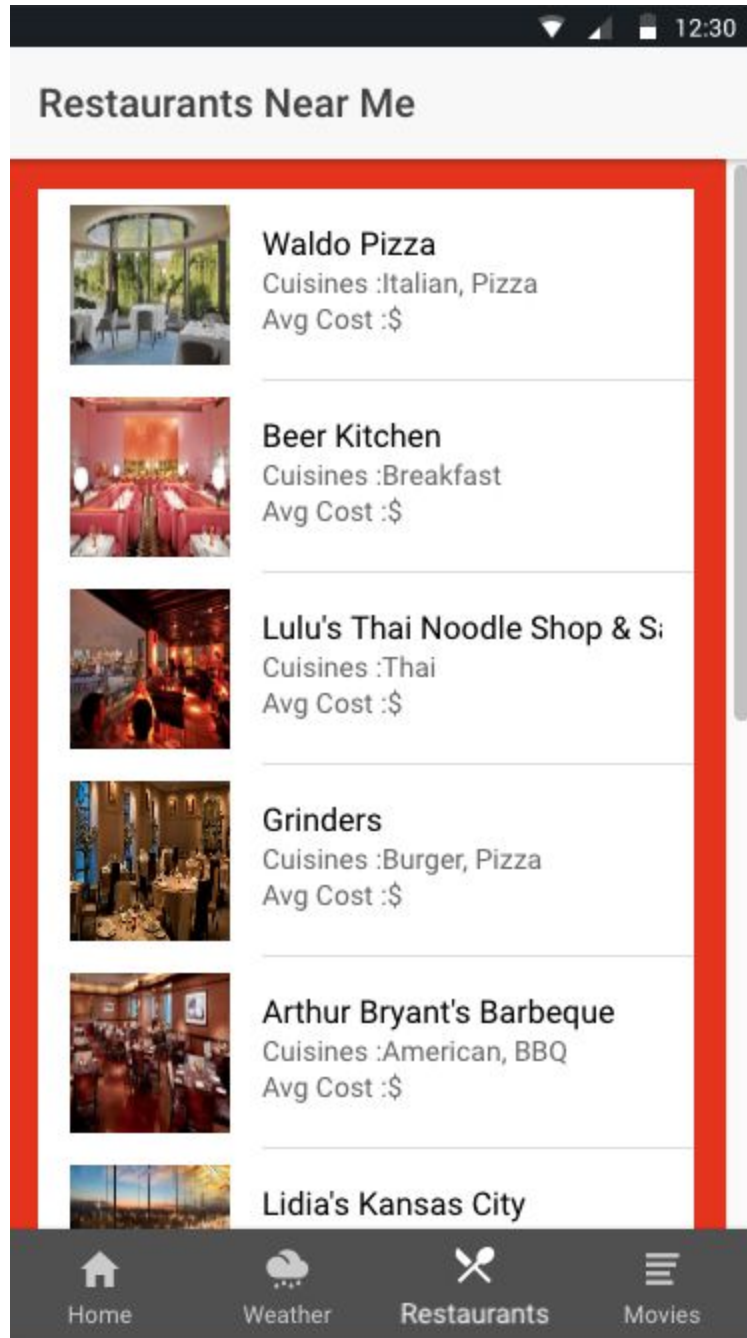 12:30
Restaurants Near Me
Waldo Pizza
Cuisines :Italian, Pizza
Avg Cost :$
Beer Kitchen
Cuisines :Breakfast
Avg Cost :$
Lulu's Thai Noodle Shop &
Cuisines :Thai
Avg Cost :$
Grinders
Cuisines :Burger, Pizza
Avg Cost :$
Arthur Bryant's Barbeque
Cuisines :American, BBQ
Avg Cost :$
Lidia's Kansas City
Home Weather Restaurants Movies